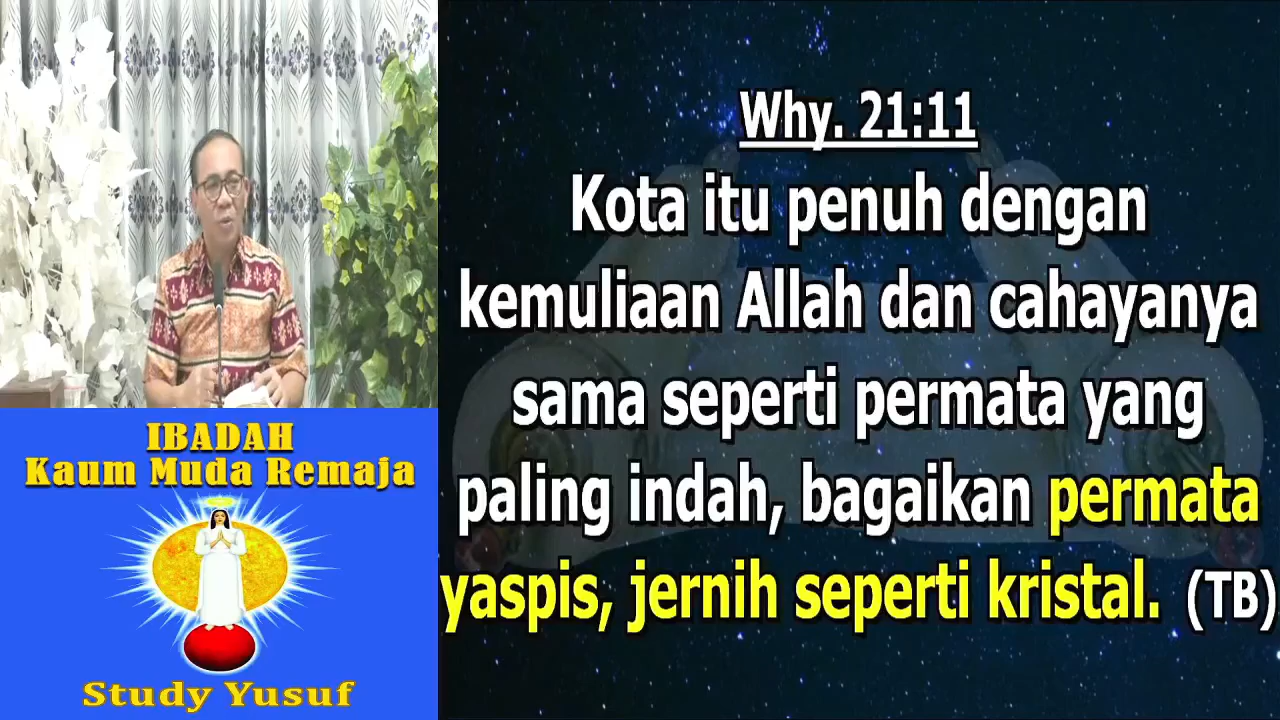 Why. 21:11
Kota itu penuh dengan
kemuliaan Allah dan cahayanya
sama seperti permata yang
paling indah, bagaikan permata
yaspis, jernih seperti kristal. (TB)
IBADAH
Kaum Muda Remaja
Study Yusuf